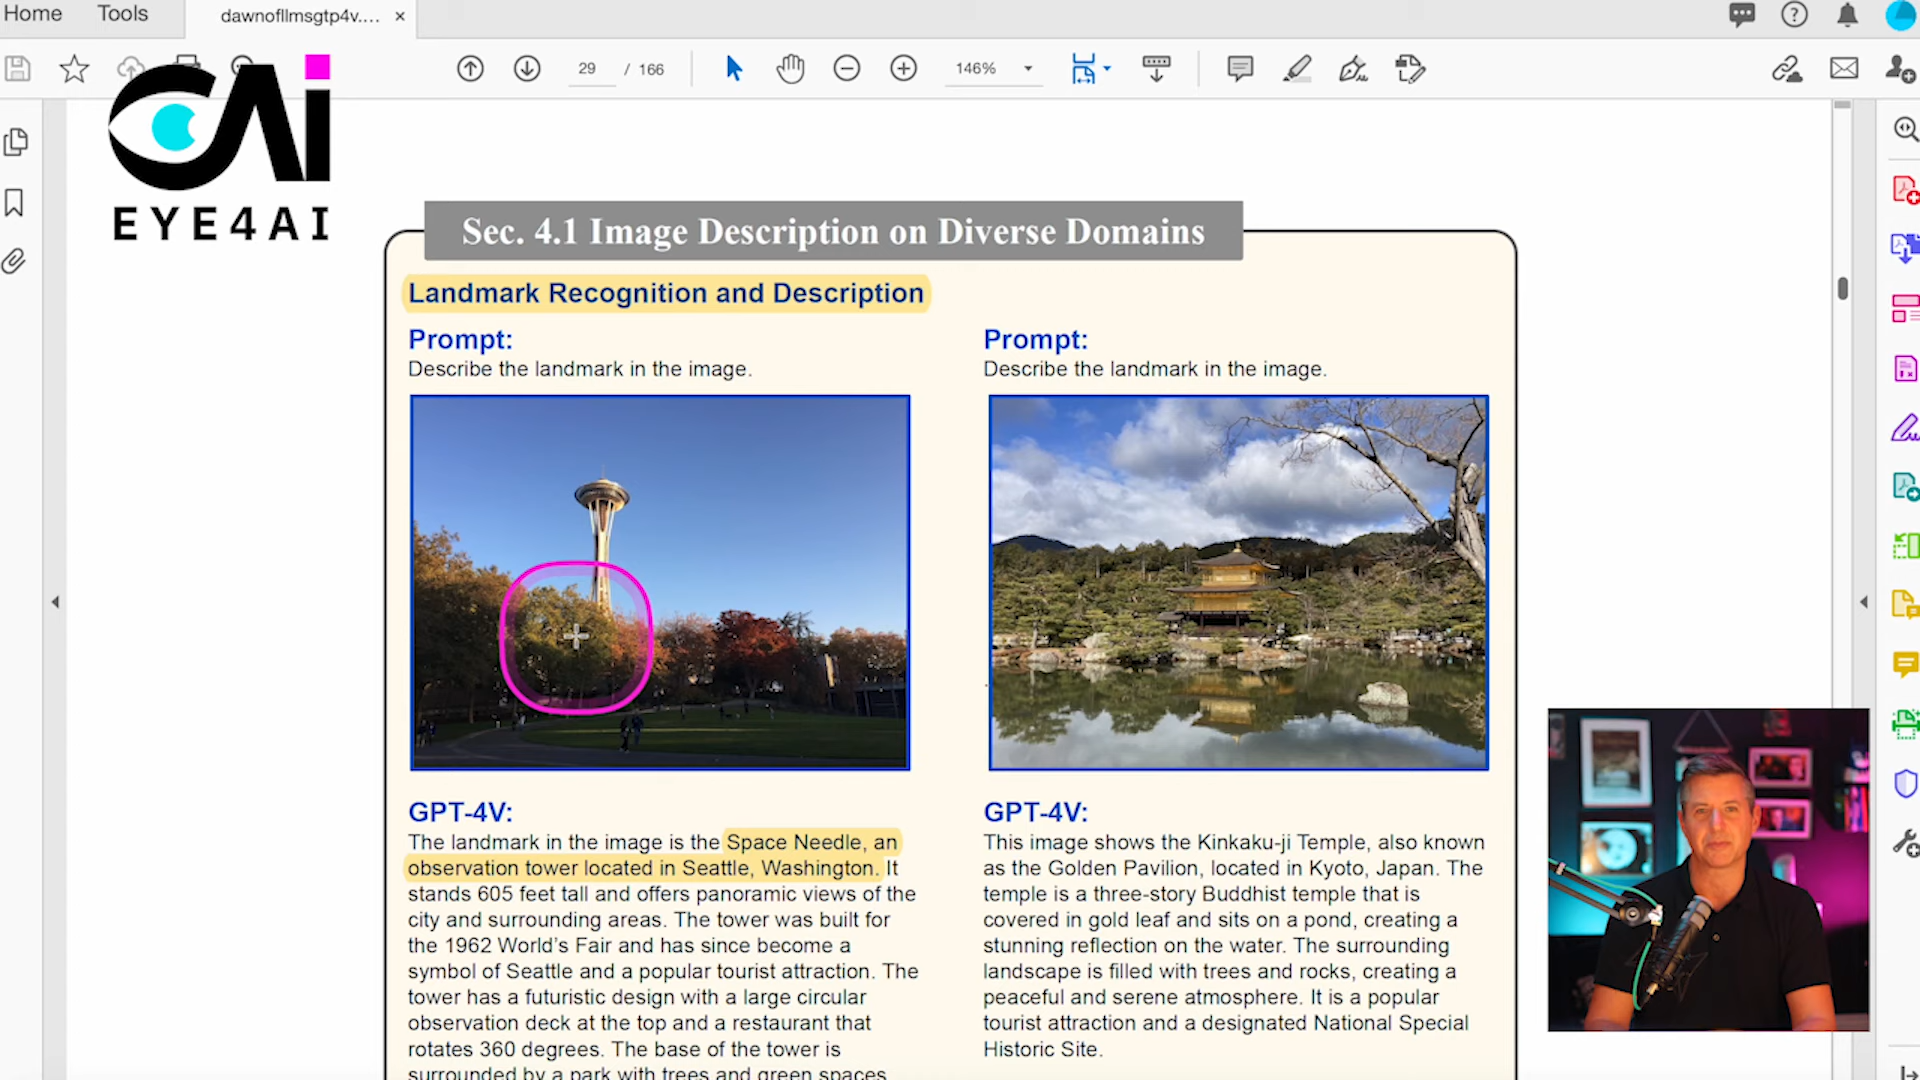 Home Tools dawnofllmsgtp4v....
29 / 166 146%
CAi
EYE4AI
Sec. 4.1 Image Description on Diverse Domains
Landmark Recognition and Description
Prompt:
Describe the landmark in the image.
GPT-4V:
The landmark in the image is the Space Needle, an
observation tower located in Seattle, Washington. It
stands 605 feet tall and offers panoramic views of the
city and surrounding areas. The tower was built for
the 1962 World's Fair and has since become a
symbol of Seattle and a popular tourist attraction. The
tower has a futuristic design with a large circular
observation deck at the top and a restaurant that
rotates 360 degrees. The base of the tower is
surrounded by a park with trees and green spaces
Prompt:
Describe the landmark in the image.
GPT-4V:
This image shows the Kinkaku-ji Temple, also known
as the Golden Pavilion, located in Kyoto, Japan. The
temple is a three-story Buddhist temple that is
covered in gold leaf and sits on a pond, creating a
stunning reflection on the water. The surrounding
landscape is filled with trees and rocks, creating a
peaceful and serene atmosphere. It is a popular
tourist attraction and a designated National Special
Historic Site.